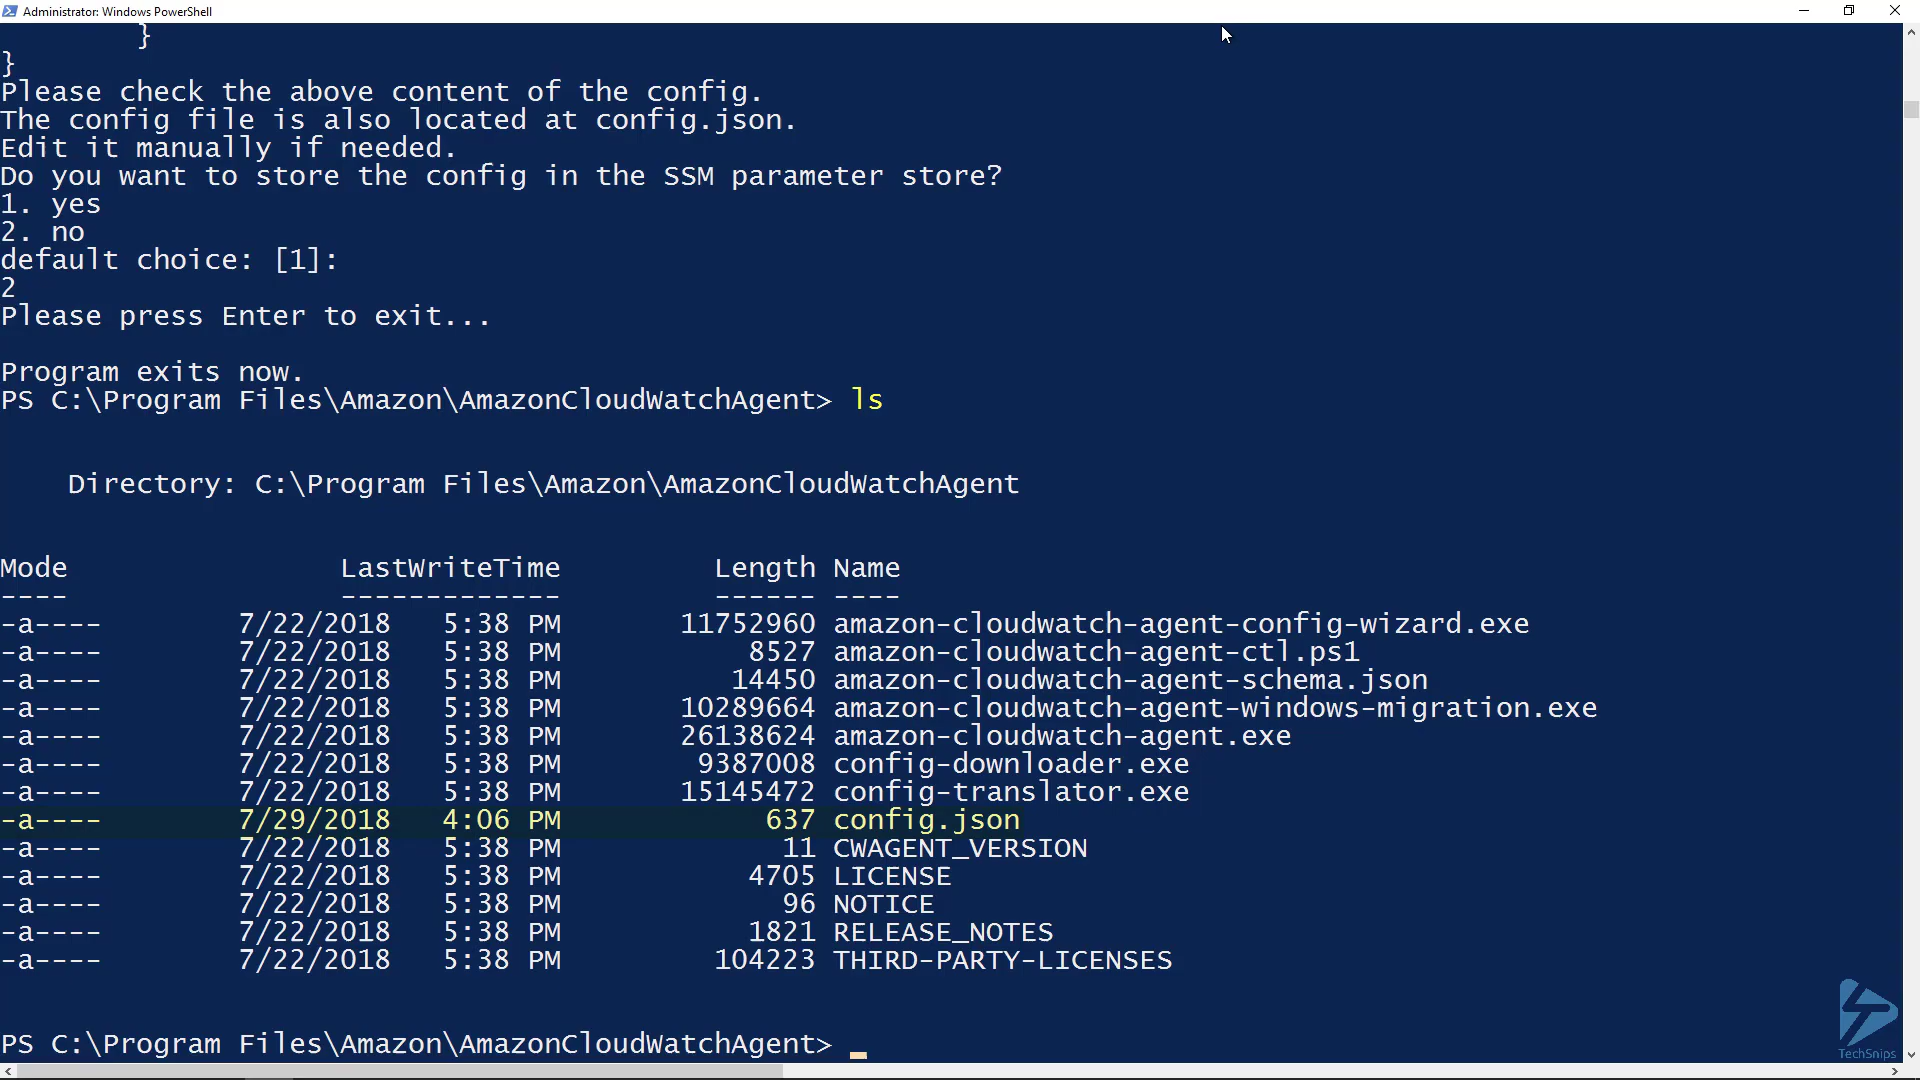 Administrator: Windows PowerShell
}
}
Please check the above content of the config.
The config file is also located at config.json.
Edit it manually if needed.
Do you want to store the config in the SSM parameter store?
1. yes
2. no
default choice: [1]:
2
Please press Enter to exit...
Program exits now.
PS C:\Program Files\Amazon\AmazonCloudWatchAgent> ls
Directory: C:\Program Files\Amazon\AmazonCloudWatchAgent
Mode LastWriteTime Length Name
---- ------------- ------ ----
-a---- 7/22/2018 5:38 PM 11752960 amazon-cloudwatch-agent-config-wizard.exe
-a---- 7/22/2018 5:38 PM 8527 amazon-cloudwatch-agent-ctl.ps1
-a---- 7/22/2018 5:38 PM 14450 amazon-cloudwatch-agent-schema.json
-a---- 7/22/2018 5:38 PM 10289664 amazon-cloudwatch-agent-windows-migration.exe
-a---- 7/22/2018 5:38 PM 26138624 amazon-cloudwatch-agent.exe
-a---- 7/22/2018 5:38 PM 9387008 config-downloader.exe
-a---- 7/22/2018 5:38 PM 15145472 config-translator.exe
-a---- 7/29/2018 4:06 PM 637 config.json
-a---- 7/22/2018 5:38 PM 11 CWAGENT_VERSION
-a---- 7/22/2018 5:38 PM 4705 LICENSE
-a---- 7/22/2018 5:38 PM 96 NOTICE
-a---- 7/22/2018 5:38 PM 1821 RELEASE_NOTES
-a---- 7/22/2018 5:38 PM 104223 THIRD-PARTY-LICENSES
PS C:\Program Files\Amazon\AmazonCloudWatchAgent> _
TechSnips